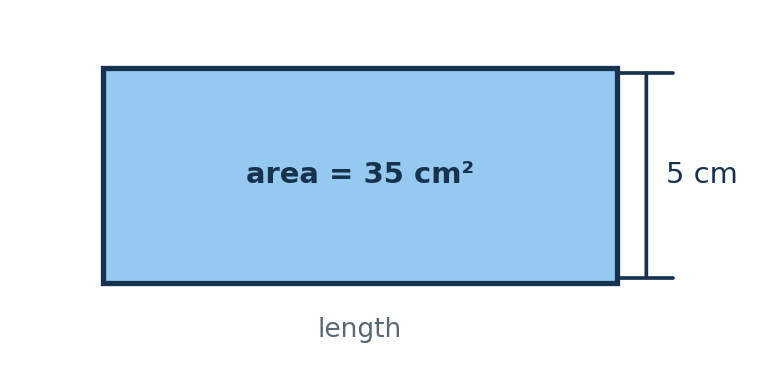 area = 35 cm²
5 cm
length